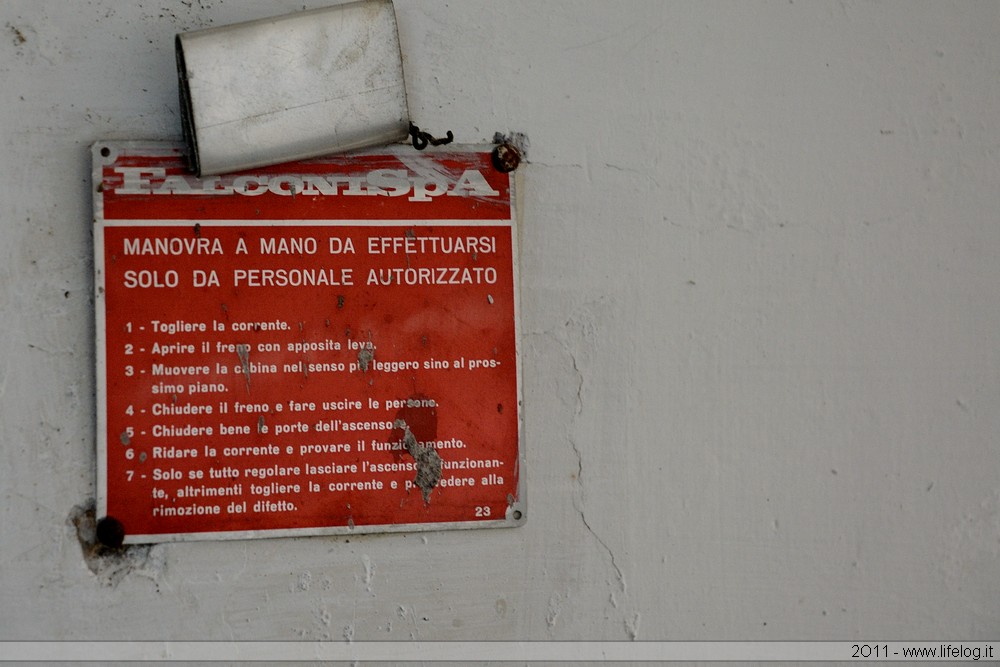 FALCONI SpA
MANOVRA A MANO DA EFFETTUARSI
SOLO DA PERSONALE AUTORIZZATO
1 - Togliere la corrente.
2 - Aprire il freno con apposita leva.
3 - Muovere la cabina nel senso più leggero sino al pros-
simo piano.
4 - Chiudere il freno e fare uscire le persone.
5 - Chiudere bene le porte dell'ascenso
6 - Ridare la corrente e provare il funzionamento.
7 - Solo se tutto regolare lasciare l'ascenso funzionan-
te, altrimenti togliere la corrente e provvedere alla
rimozione del difetto.
23
2011 - www.lifelog.it